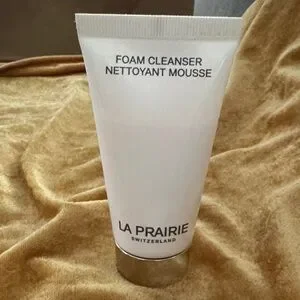 FOAM CLEANSER
NETTOYANT MOUSSE
LA PRAIRIE
SWITZERLAND